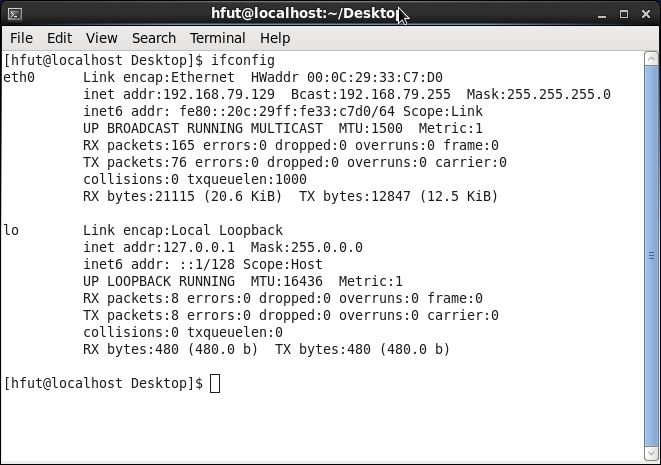 hfut@localhost:~/Desktop
File Edit View Search Terminal Help
[hfut@localhost Desktop]$ ifconfig
eth0      Link encap:Ethernet  HWaddr 00:0C:29:33:C7:D0
          inet addr:192.168.79.129  Bcast:192.168.79.255  Mask:255.255.255.0
          inet6 addr: fe80::20c:29ff:fe33:c7d0/64 Scope:Link
          UP BROADCAST RUNNING MULTICAST  MTU:1500  Metric:1
          RX packets:165 errors:0 dropped:0 overruns:0 frame:0
          TX packets:76 errors:0 dropped:0 overruns:0 carrier:0
          collisions:0 txqueuelen:1000
          RX bytes:21115 (20.6 KiB)  TX bytes:12847 (12.5 KiB)
lo        Link encap:Local Loopback
          inet addr:127.0.0.1  Mask:255.0.0.0
          inet6 addr: ::1/128 Scope:Host
          UP LOOPBACK RUNNING  MTU:16436  Metric:1
          RX packets:8 errors:0 dropped:0 overruns:0 frame:0
          TX packets:8 errors:0 dropped:0 overruns:0 carrier:0
          collisions:0 txqueuelen:0
          RX bytes:480 (480.0 b)  TX bytes:480 (480.0 b)
[hfut@localhost Desktop]$